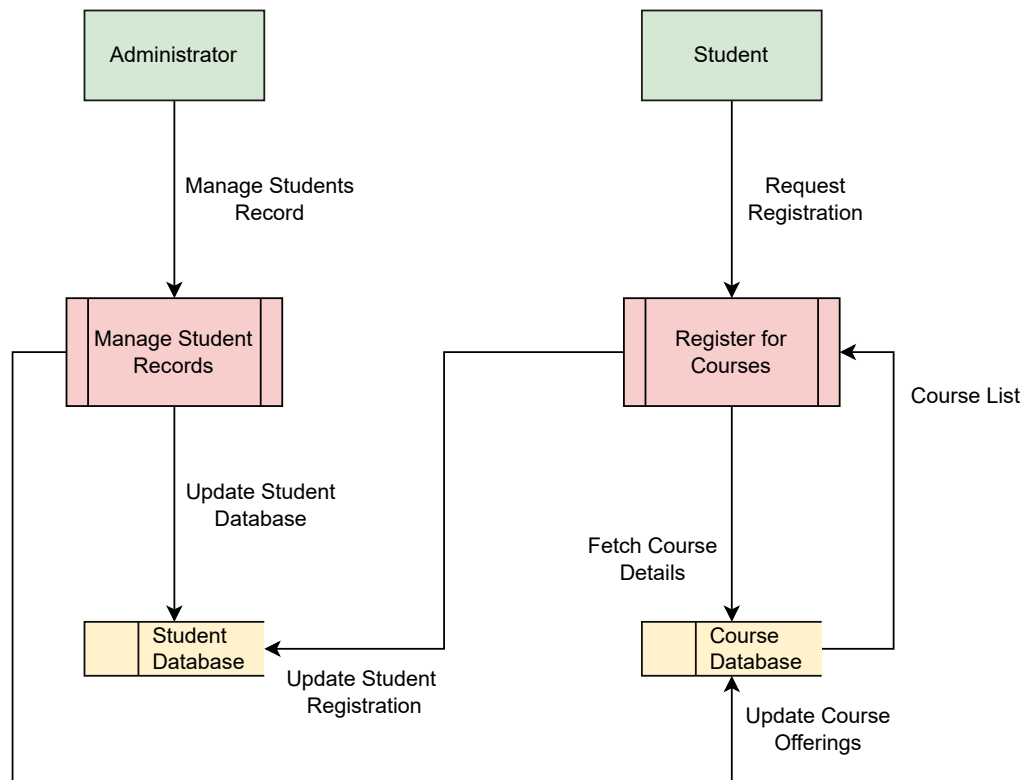 Administrator
Student
Manage Students
Record
Request
Registration
Manage Student
Records
Register for
Courses
Course List
Update Student
Database
Fetch Course
Details
Student
Database
Course
Database
Update Student
Registration
Update Course
Offerings